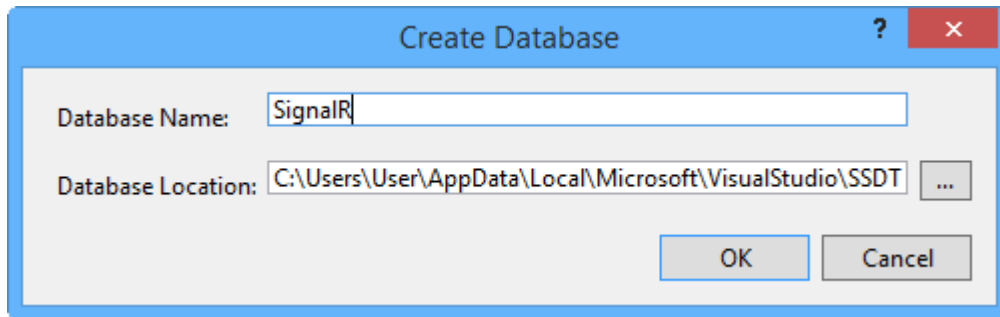 Create Database
?
Database Name: SignalR
Database Location: C:\Users\User\AppData\Local\Microsoft\VisualStudio\SSDT ...
OK Cancel